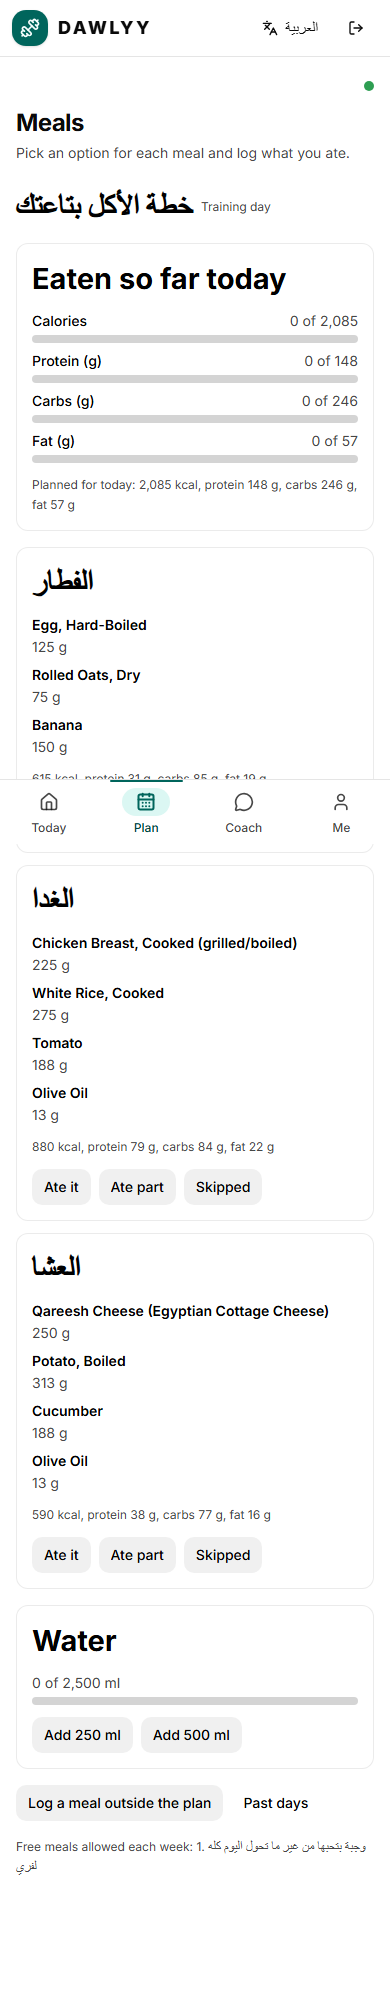 DAWLYY
العربية
Meals
Pick an option for each meal and log what you ate.
خطة الأكل بتاعتك Training day
Eaten so far today
Calories 0 of 2,085
Protein (g) 0 of 148
Carbs (g) 0 of 246
Fat (g) 0 of 57
Planned for today: 2,085 kcal, protein 148 g, carbs 246 g,
fat 57 g
الفطار
Egg, Hard-Boiled
125 g
Rolled Oats, Dry
75 g
Banana
150 g
615 kcal, protein 31 g, carbs 85 g, fat 19 g
Today Plan Coach Me
الغدا
Chicken Breast, Cooked (grilled/boiled)
225 g
White Rice, Cooked
275 g
Tomato
188 g
Olive Oil
13 g
880 kcal, protein 79 g, carbs 84 g, fat 22 g
Ate it Ate part Skipped
العشا
Qareesh Cheese (Egyptian Cottage Cheese)
250 g
Potato, Boiled
313 g
Cucumber
188 g
Olive Oil
13 g
590 kcal, protein 38 g, carbs 77 g, fat 16 g
Ate it Ate part Skipped
Water
0 of 2,500 ml
Add 250 ml Add 500 ml
Log a meal outside the plan Past days
Free meals allowed each week: 1. وجبة بتحبها من غير ما تحول اليوم كله
لفري